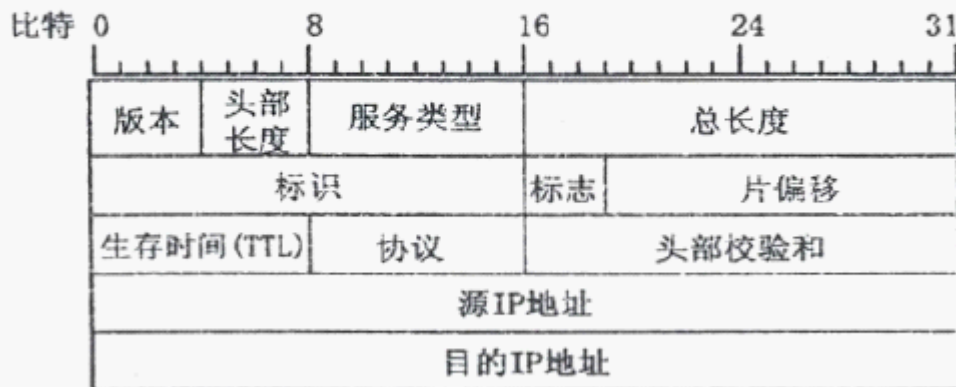 比特 0 8 16 24 31
版本 头部长度 服务类型 总长度
标识 标志 片偏移
生存时间(TTL) 协议 头部校验和
源IP地址
目的IP地址